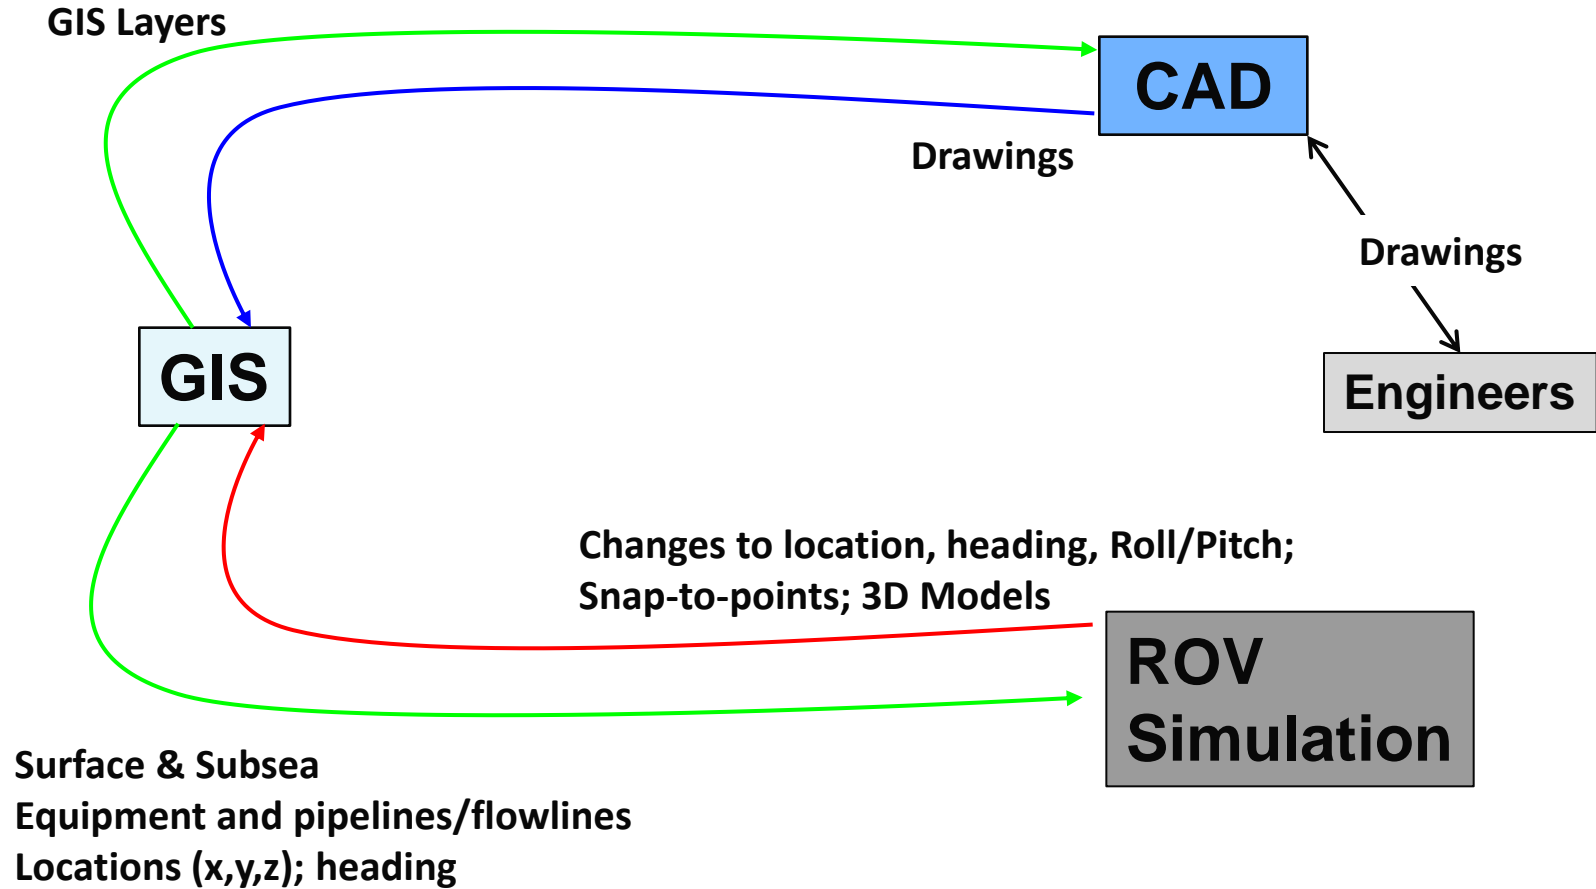 GIS Layers
CAD
Drawings
Drawings
GIS
Engineers
Changes to location, heading, Roll/Pitch;
Snap-to-points; 3D Models
ROV
Simulation
Surface & Subsea
Equipment and pipelines/flowlines
Locations (x,y,z); heading